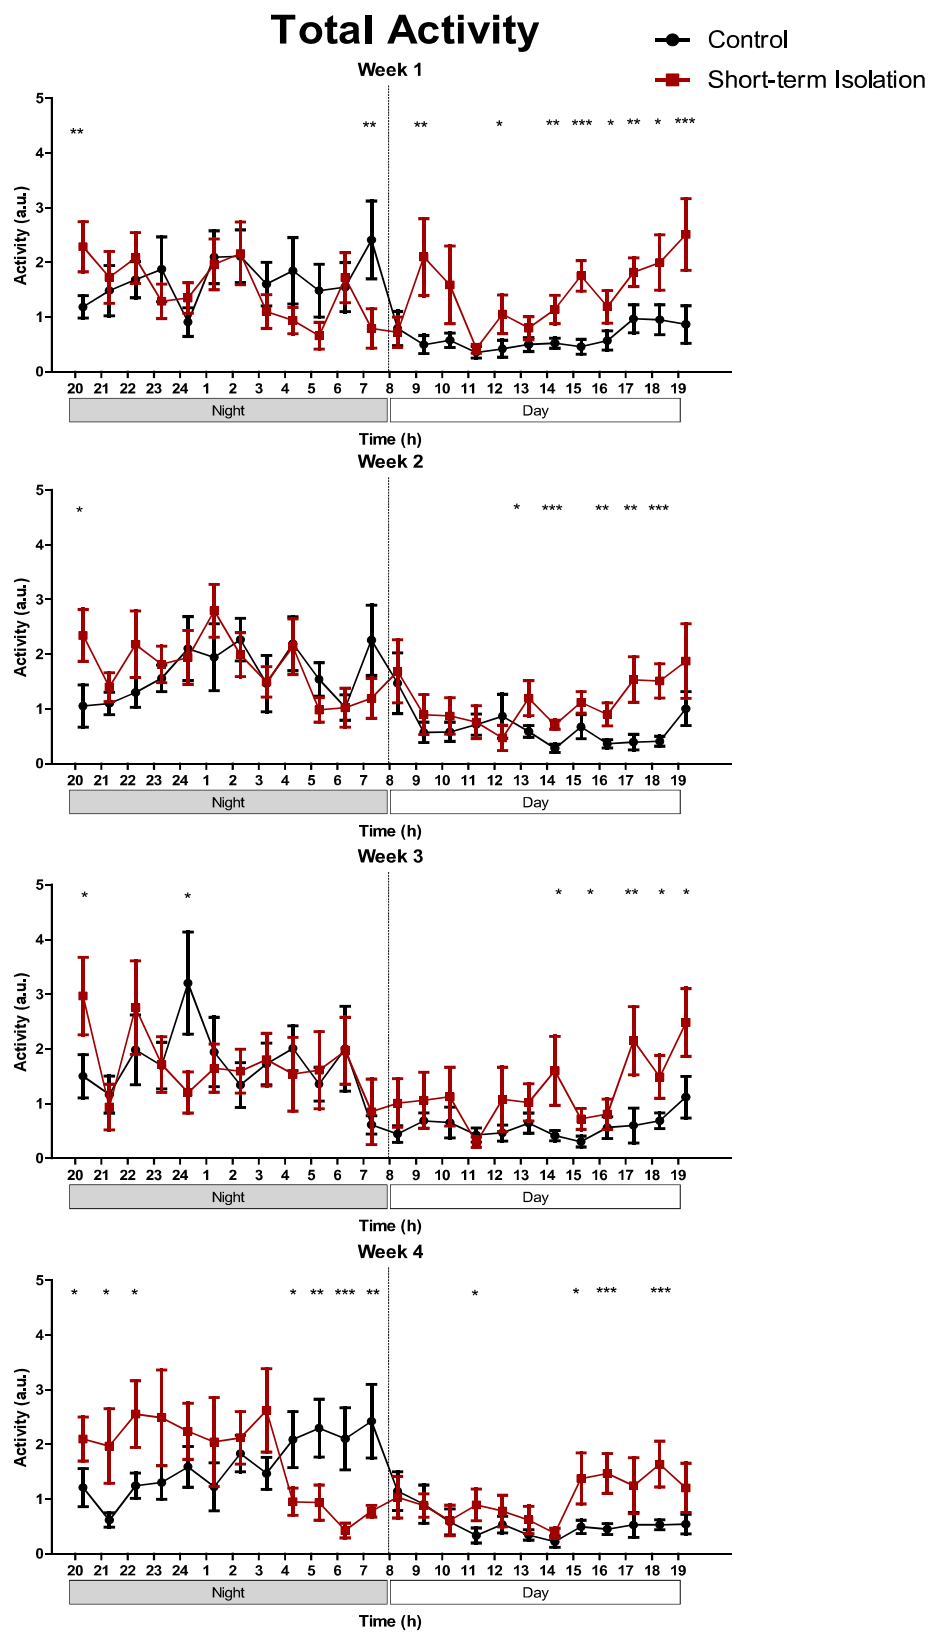 Total Activity
Control
Short-term Isolation
Week 1
** ** ** * ** *** * ** * ***
Activity (a.u.)
5
4
3
2
1
0
20 21 22 23 24 1 2 3 4 5 6 7 8 9 10 11 12 13 14 15 16 17 18 19
Night Day
Time (h)
Week 2
* * *** ** ** ***
Activity (a.u.)
5
4
3
2
1
0
20 21 22 23 24 1 2 3 4 5 6 7 8 9 10 11 12 13 14 15 16 17 18 19
Night Day
Time (h)
Week 3
* * * * ** * *
Activity (a.u.)
5
4
3
2
1
0
20 21 22 23 24 1 2 3 4 5 6 7 8 9 10 11 12 13 14 15 16 17 18 19
Night Day
Time (h)
Week 4
* * * * ** *** ** * * *** ***
Activity (a.u.)
5
4
3
2
1
0
20 21 22 23 24 1 2 3 4 5 6 7 8 9 10 11 12 13 14 15 16 17 18 19
Night Day
Time (h)